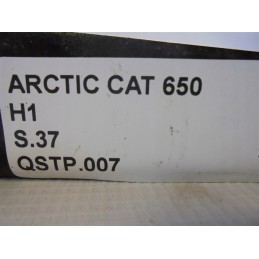 ARCTIC CAT 650
H1
S.37
QSTP.007